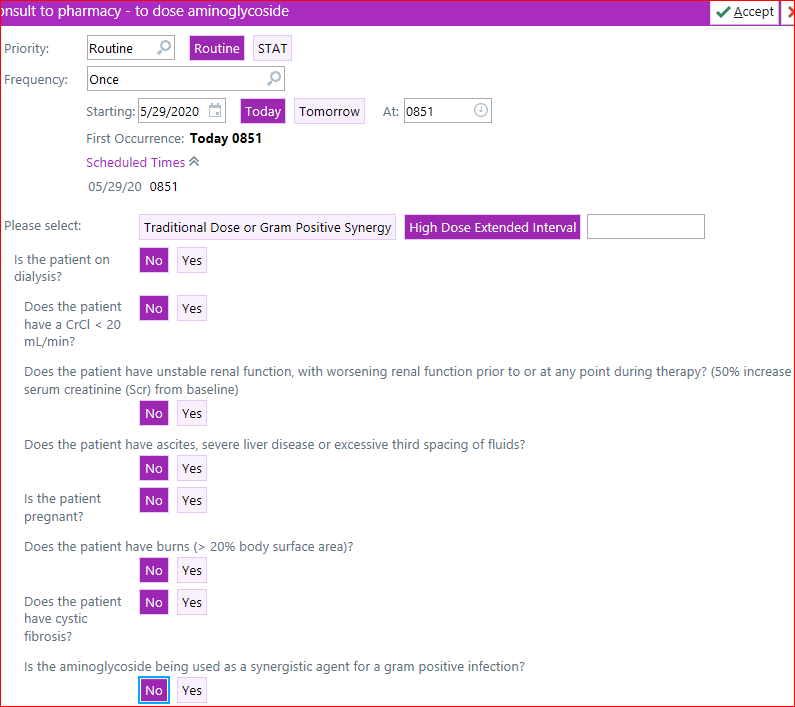 onsult to pharmacy - to dose aminoglycoside Accept
Priority: Routine Routine STAT
Frequency: Once
Starting: 5/29/2020 Today Tomorrow At: 0851
First Occurrence: Today 0851
Scheduled Times
05/29/20 0851
Please select: Traditional Dose or Gram Positive Synergy High Dose Extended Interval
Is the patient on
dialysis?
No Yes
Does the patient
have a CrCl < 20
mL/min?
No Yes
Does the patient have unstable renal function, with worsening renal function prior to or at any point during therapy? (50% increase
serum creatinine (Scr) from baseline)
No Yes
Does the patient have ascites, severe liver disease or excessive third spacing of fluids?
No Yes
Is the patient
pregnant?
No Yes
Does the patient have burns (> 20% body surface area)?
No Yes
Does the patient
have cystic
fibrosis?
No Yes
Is the aminoglycoside being used as a synergistic agent for a gram positive infection?
No Yes